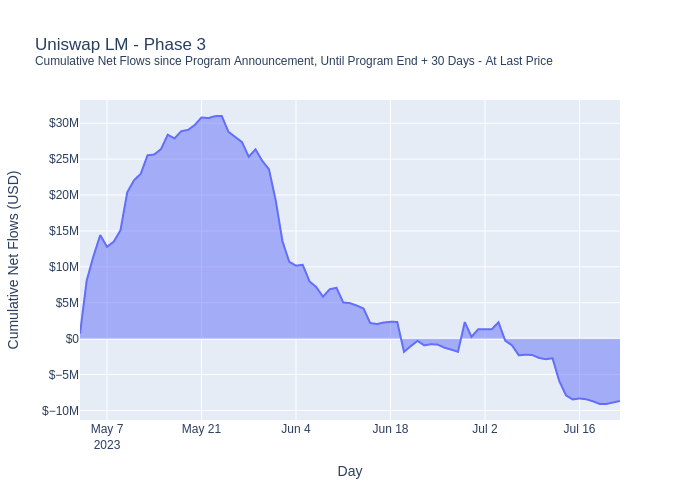 Uniswap LM - Phase 3
Cumulative Net Flows since Program Announcement, Until Program End + 30 Days - At Last Price
Cumulative Net Flows (USD)
$30M
$25M
$20M
$15M
$10M
$5M
$0
$−5M
$−10M
May 7 May 21 Jun 4 Jun 18 Jul 2 Jul 16
2023
Day